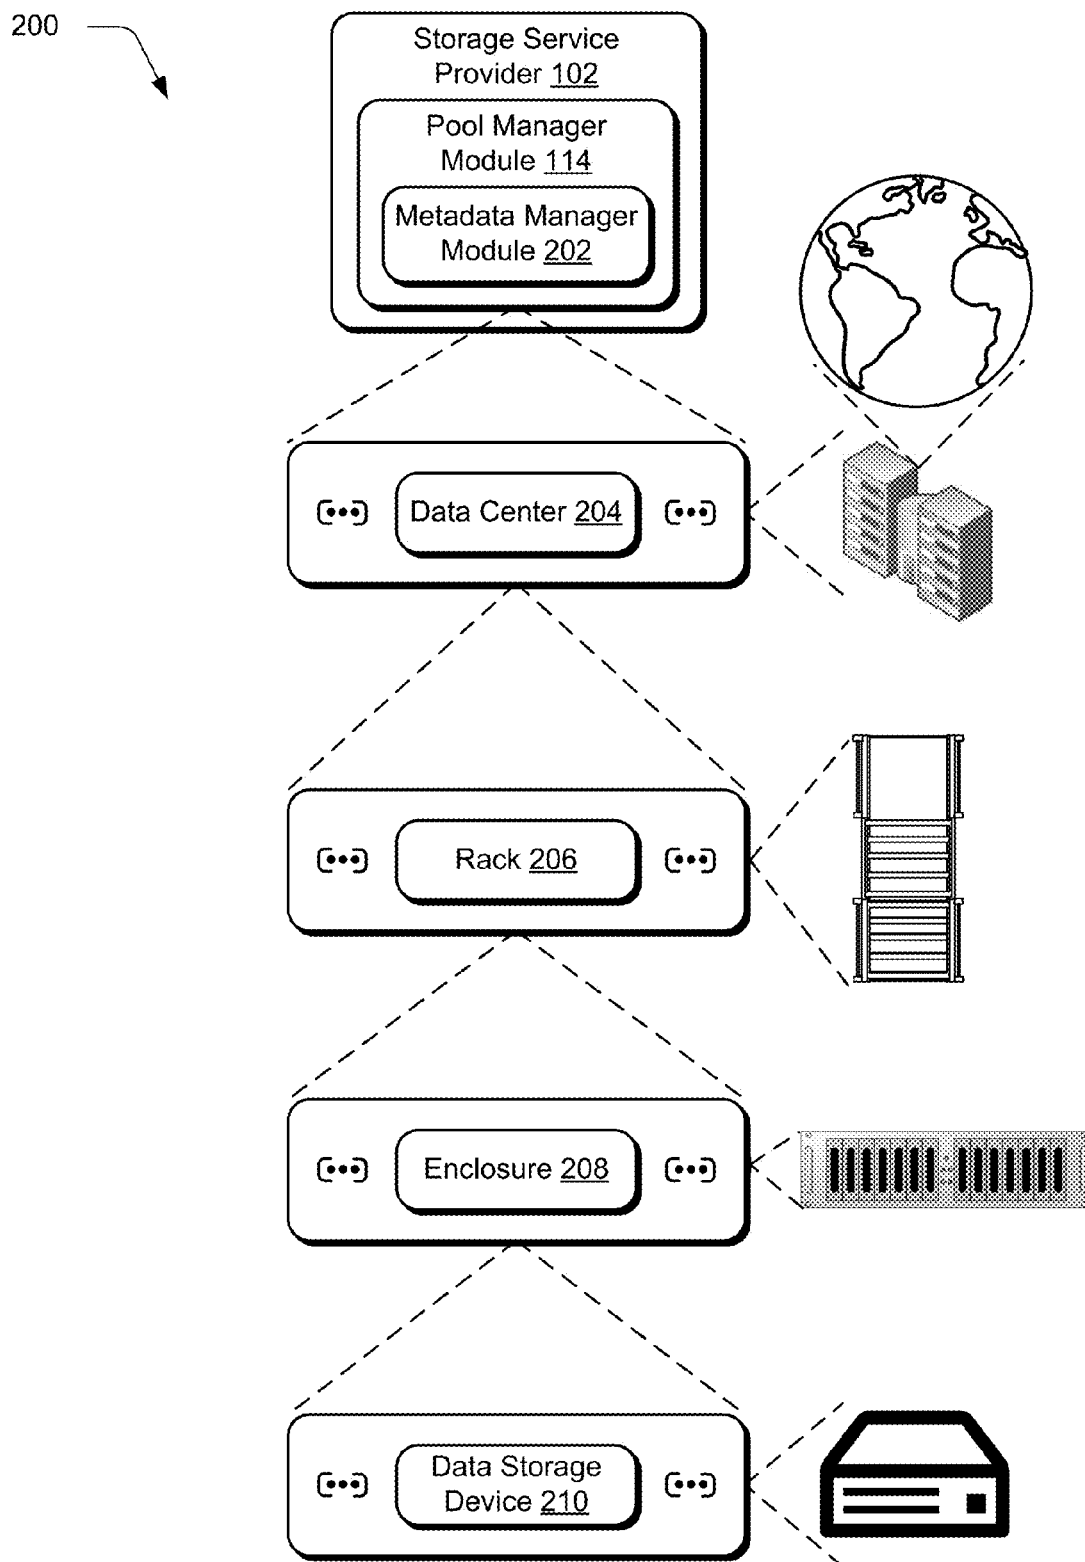 200
Storage Service
Provider 102
Pool Manager
Module 114
Metadata Manager
Module 202
Data Center 204
Rack 206
Enclosure 208
Data Storage
Device 210